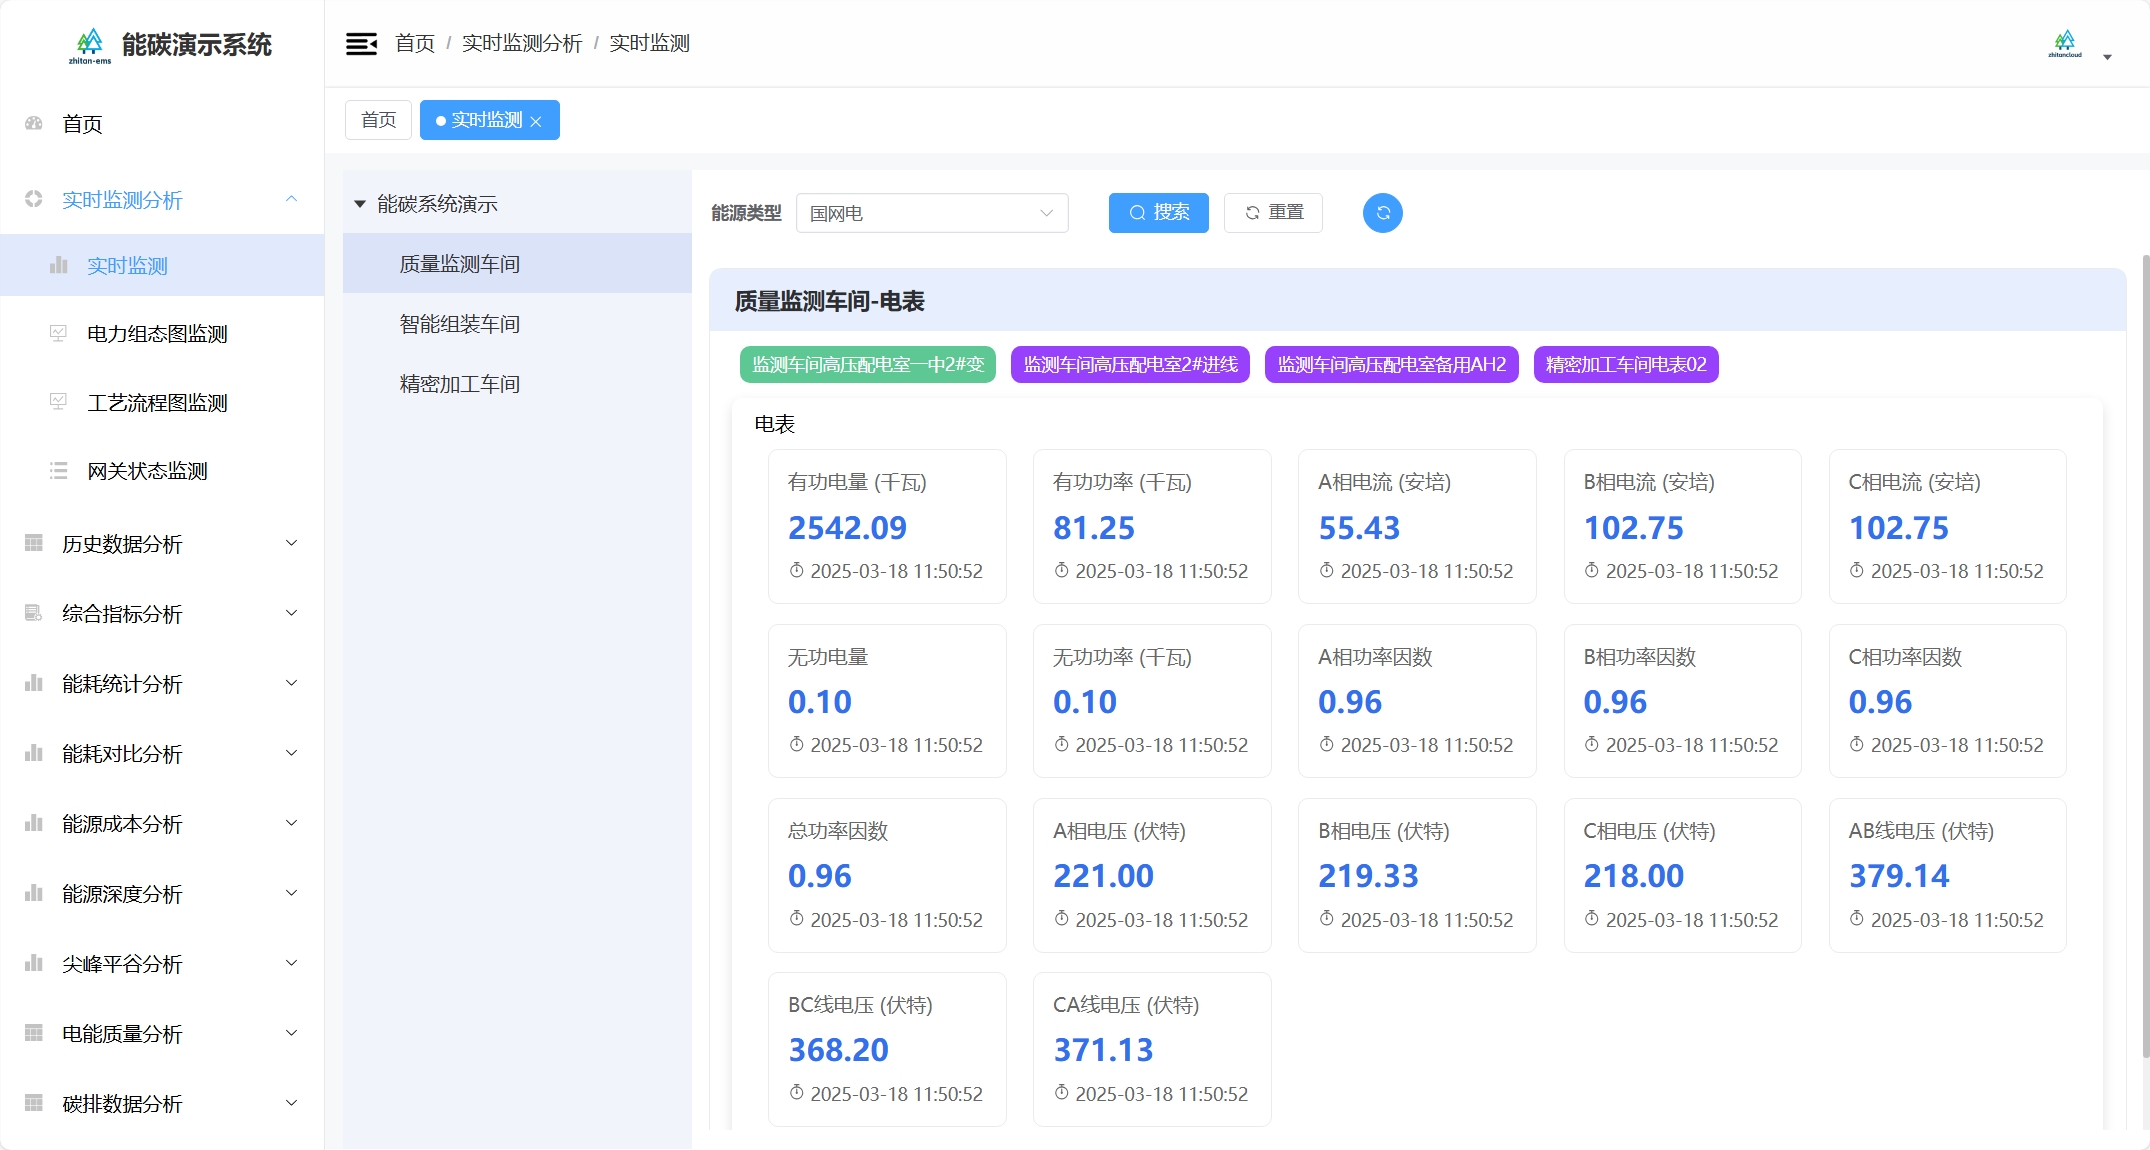 zhitan-ems
能碳演示系统
首页
实时监测分析
实时监测
电力组态图监测
工艺流程图监测
网关状态监测
历史数据分析
综合指标分析
能耗统计分析
能耗对比分析
能源成本分析
能源深度分析
尖峰平谷分析
电能质量分析
碳排数据分析
首页 / 实时监测分析 / 实时监测
zhitancloud
首页 实时监测
能碳系统演示
质量监测车间
智能组装车间
精密加工车间
能源类型 国网电 搜索 重置
质量监测车间-电表
监测车间高压配电室一中2#变 监测车间高压配电室2#进线 监测车间高压配电室备用AH2 精密加工车间电表02
电表
有功电量 (千瓦)
2542.09
2025-03-18 11:50:52
有功功率 (千瓦)
81.25
2025-03-18 11:50:52
A相电流 (安培)
55.43
2025-03-18 11:50:52
B相电流 (安培)
102.75
2025-03-18 11:50:52
C相电流 (安培)
102.75
2025-03-18 11:50:52
无功电量
0.10
2025-03-18 11:50:52
无功功率 (千瓦)
0.10
2025-03-18 11:50:52
A相功率因数
0.96
2025-03-18 11:50:52
B相功率因数
0.96
2025-03-18 11:50:52
C相功率因数
0.96
2025-03-18 11:50:52
总功率因数
0.96
2025-03-18 11:50:52
A相电压 (伏特)
221.00
2025-03-18 11:50:52
B相电压 (伏特)
219.33
2025-03-18 11:50:52
C相电压 (伏特)
218.00
2025-03-18 11:50:52
AB线电压 (伏特)
379.14
2025-03-18 11:50:52
BC线电压 (伏特)
368.20
2025-03-18 11:50:52
CA线电压 (伏特)
371.13
2025-03-18 11:50:52